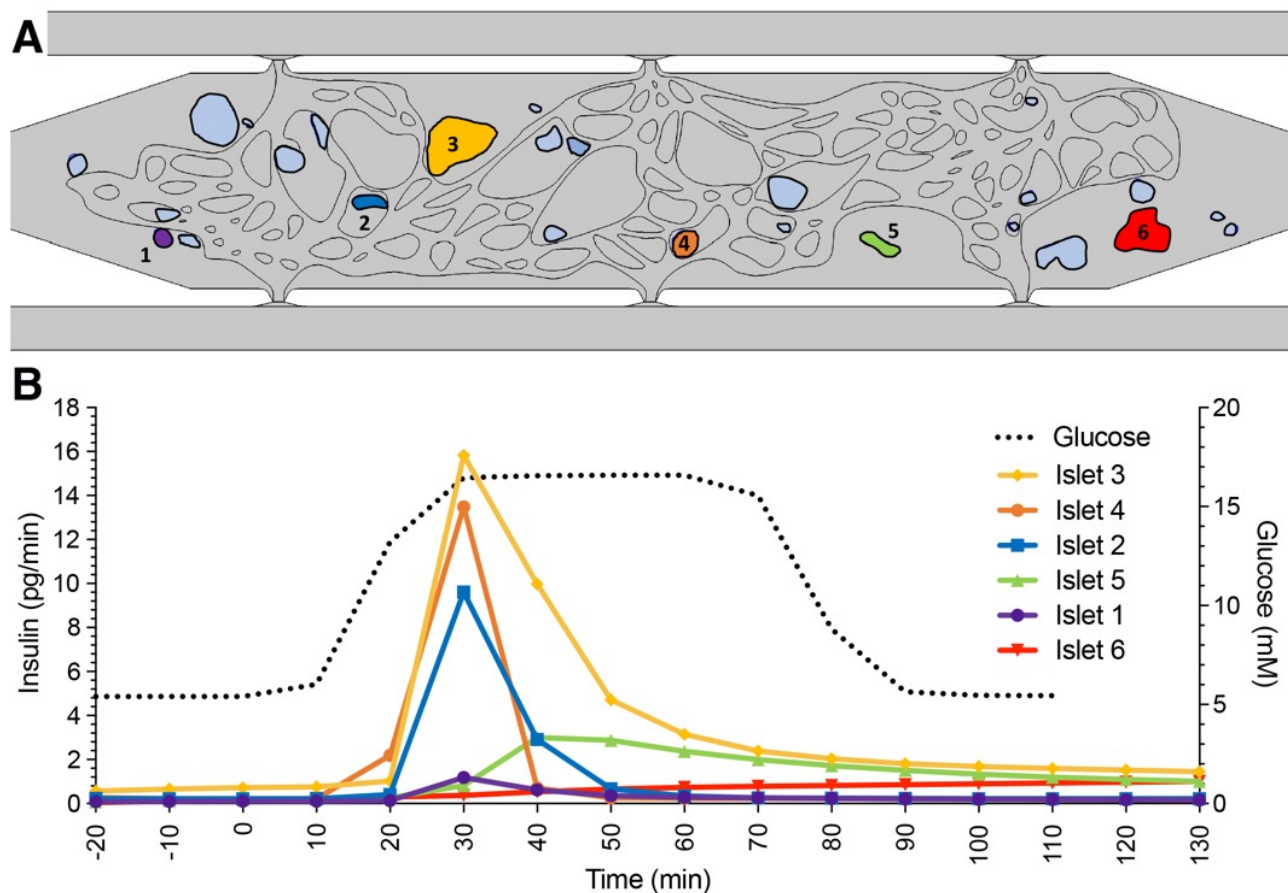 A
1
2
3
4
5
6
B
18
16
14
12
10
8
6
4
2
0
Insulin (pg/min)
-20 -10 0 10 20 30 40 50 60 70 80 90 100 110 120 130
Time (min)
20
15
10
5
0
Glucose (mM)
Glucose
Islet 3
Islet 4
Islet 2
Islet 5
Islet 1
Islet 6